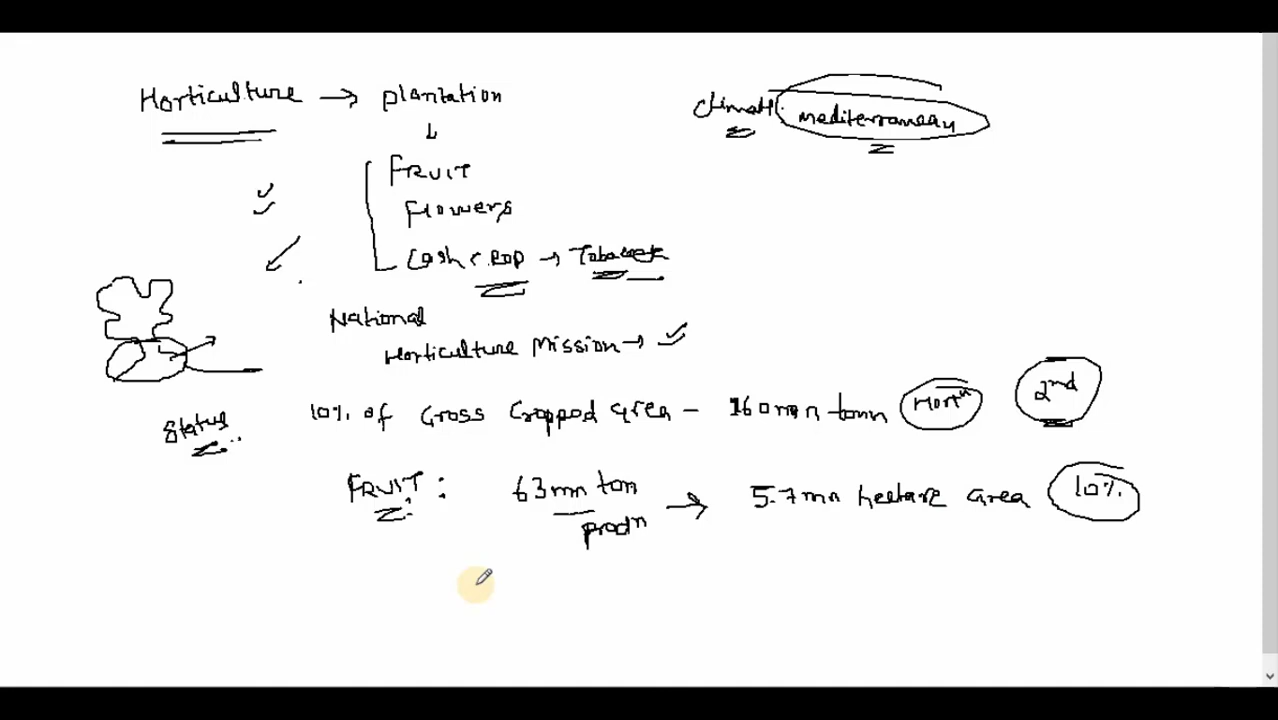 Horticulture → plantation
climate: mediterranean
FRUIT
Flowers
Cash crop → Tobacco
National
Horticulture Mission →
Status
10% of Gross Cropped area - 160 mn tonn Hortⁿ 2nd
FRUIT : 63 mn ton prodⁿ → 5.7 mn hectare area 10%